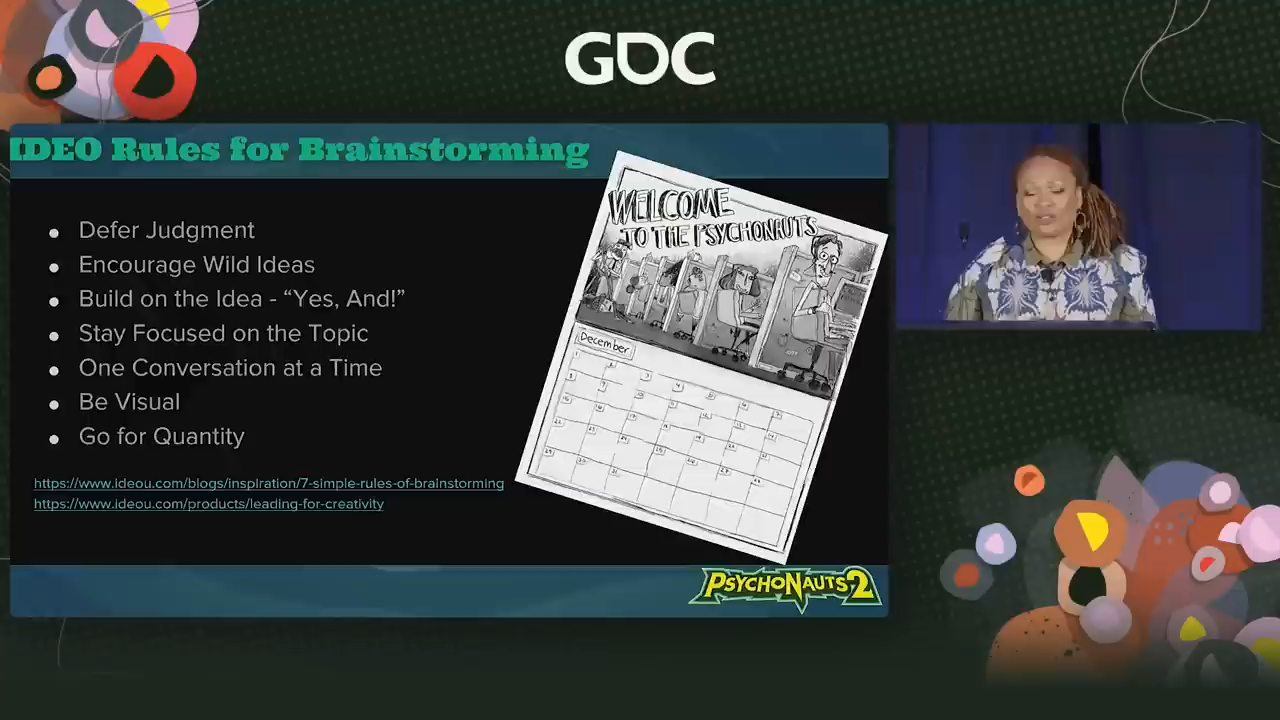 GDC
IDEO Rules for Brainstorming
Defer Judgment
Encourage Wild Ideas
Build on the Idea - “Yes, And!”
Stay Focused on the Topic
One Conversation at a Time
Be Visual
Go for Quantity
https://www.ideou.com/blogs/inspiration/7-simple-rules-of-brainstorming
https://www.ideou.com/products/leading-for-creativity
WELCOME
TO THE PSYCHONAUTS
December
PSYCHONAUTS 2